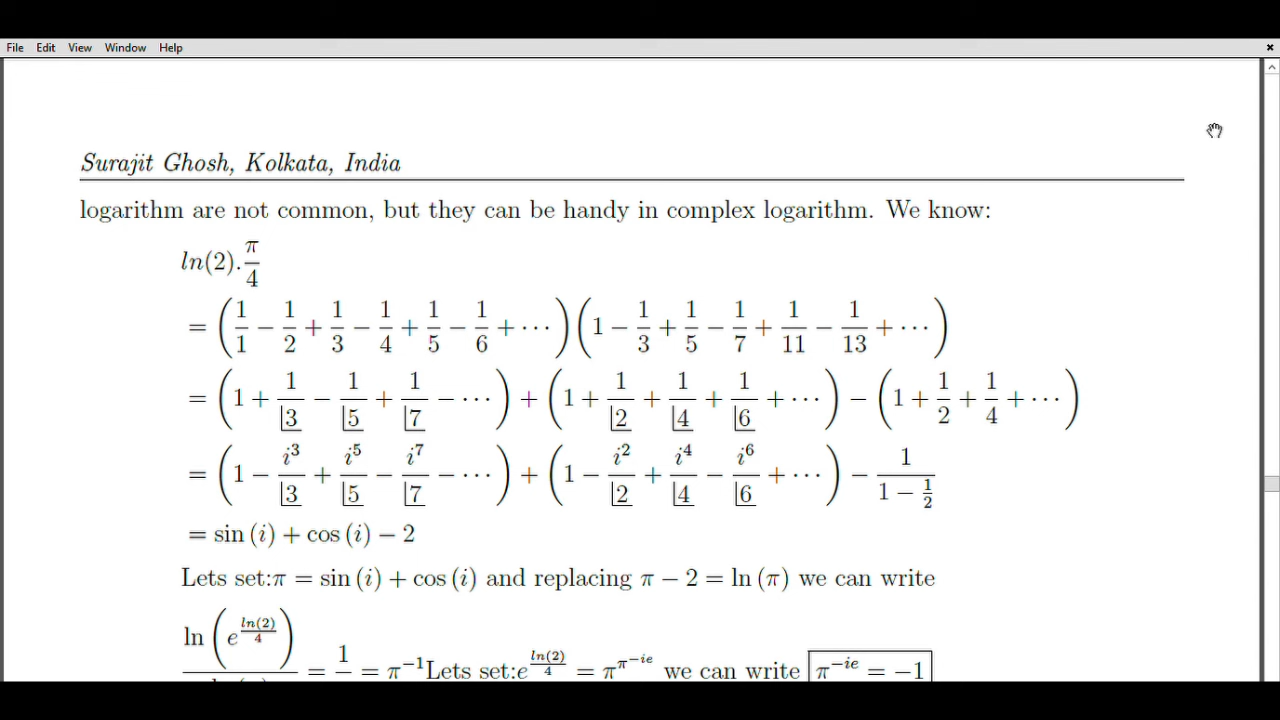 File Edit View Window Help ×
Surajit Ghosh, Kolkata, India
logarithm are not common, but they can be handy in complex logarithm. We know:
ln(2).π/4
= (1/1 − 1/2 + 1/3 − 1/4 + 1/5 − 1/6 + ⋯)(1 − 1/3 + 1/5 − 1/7 + 1/11 − 1/13 + ⋯)
= (1 + 1/⌊3 − 1/⌊5 + 1/⌊7 − ⋯) + (1 + 1/⌊2 + 1/⌊4 + 1/⌊6 + ⋯) − (1 + 1/2 + 1/4 + ⋯)
= (1 − i³/⌊3 + i⁵/⌊5 − i⁷/⌊7 − ⋯) + (1 − i²/⌊2 + i⁴/⌊4 − i⁶/⌊6 + ⋯) − 1/(1 − 1/2)
= sin (i) + cos (i) − 2
Lets set:π = sin (i) + cos (i) and replacing π − 2 = ln (π) we can write
ln (e^(ln(2)/4)) = 1 = π⁻¹Lets set:e^(ln(2)/4) = π^(π^(−ie)) we can write π^(−ie) = −1